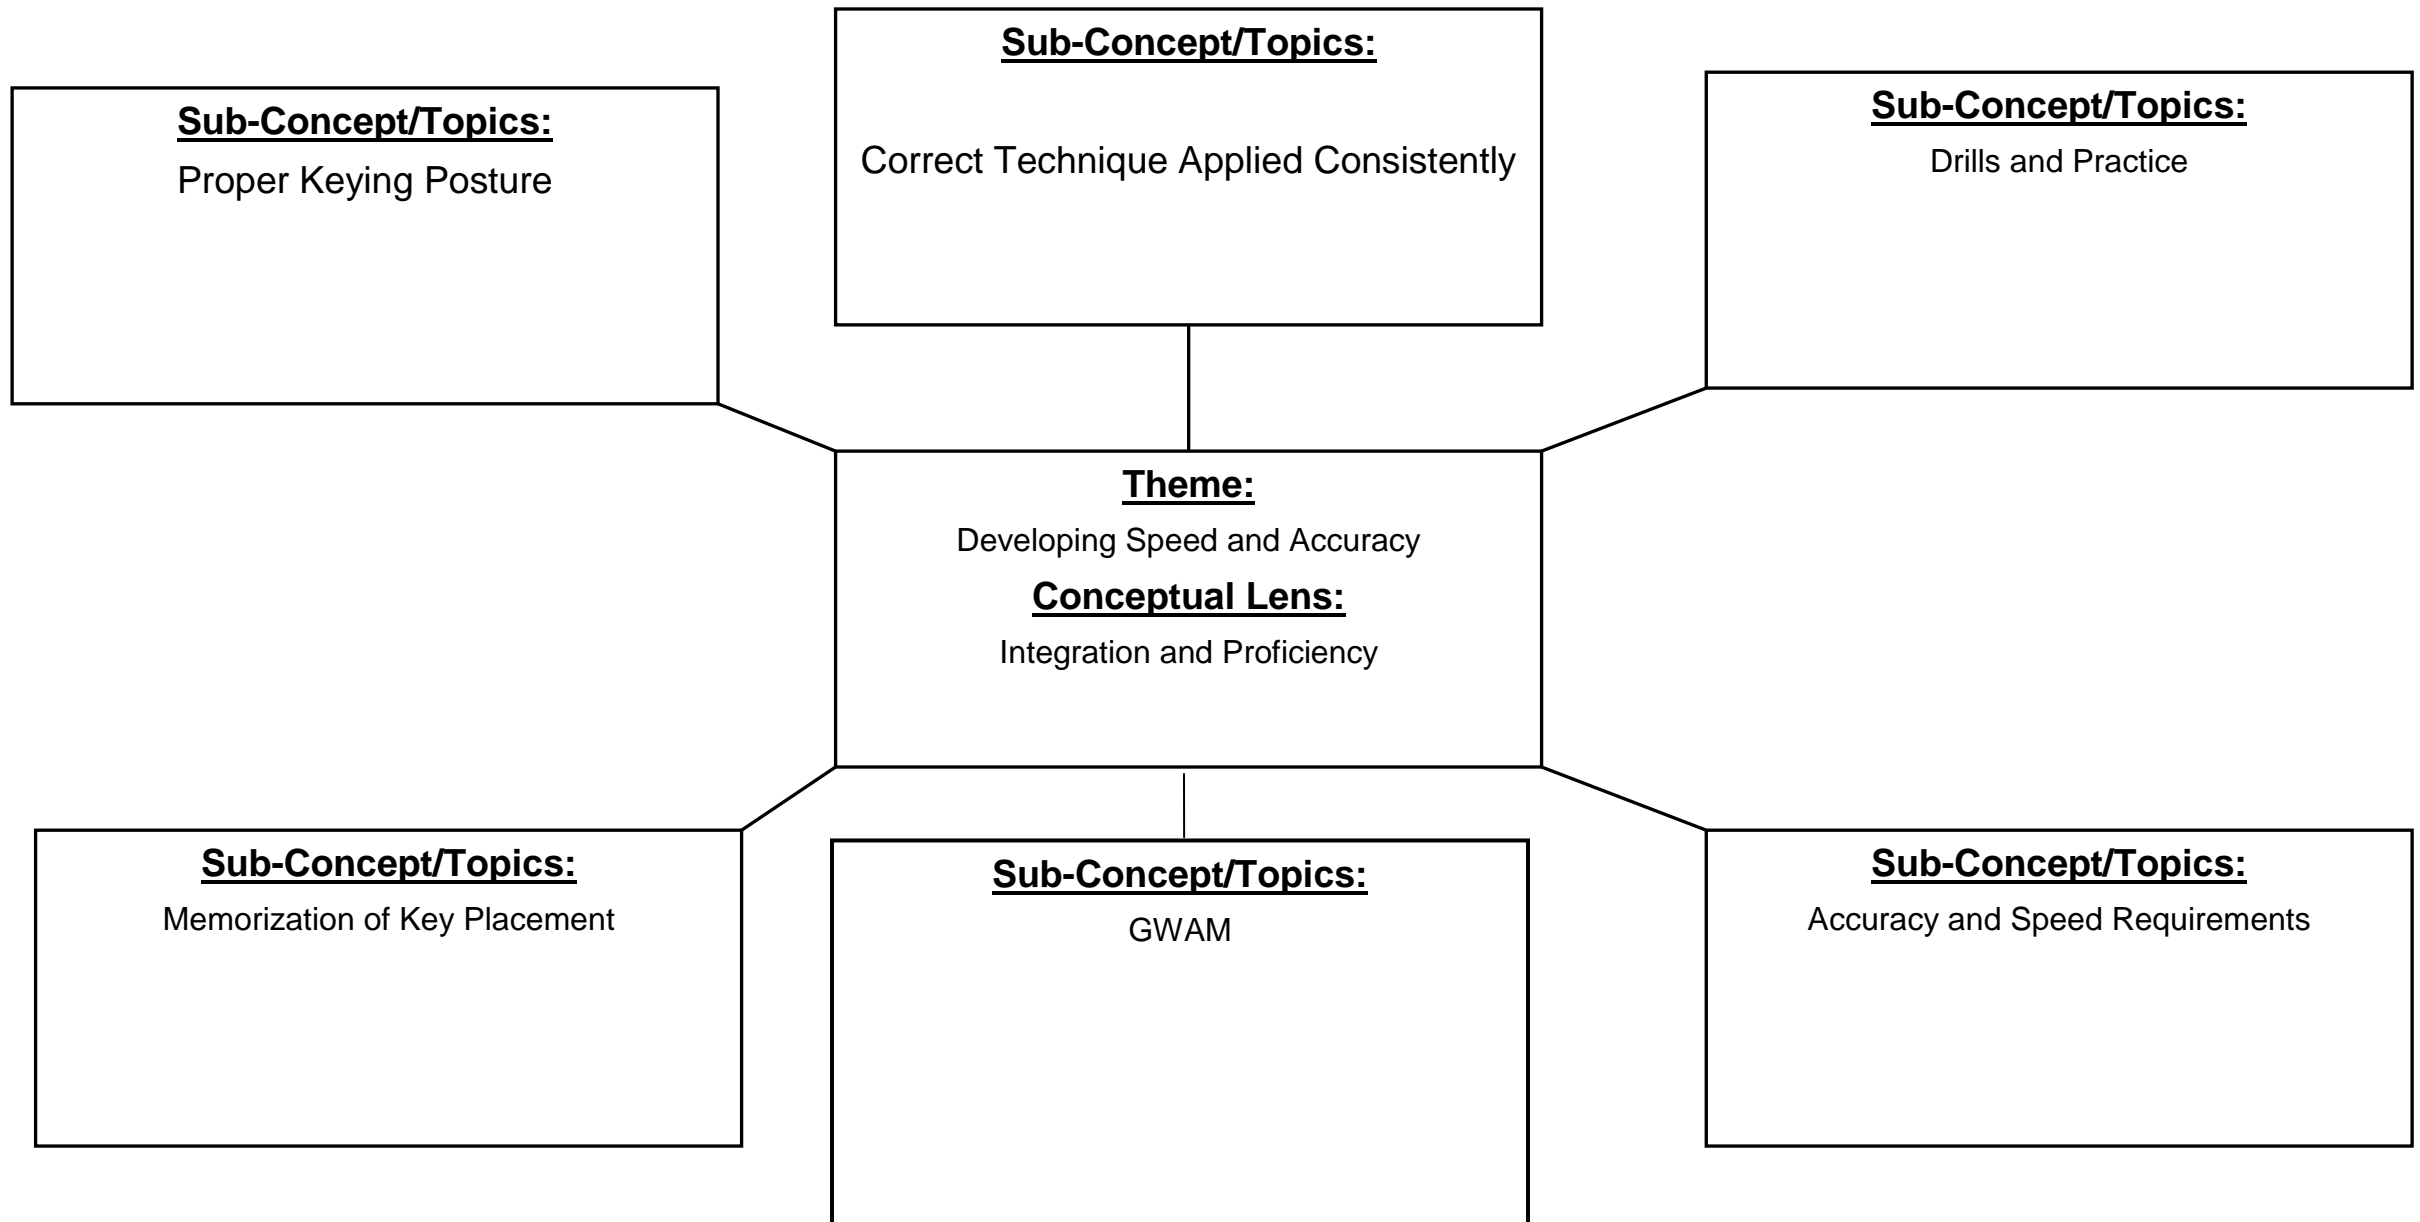 Sub-Concept/Topics:
Proper Keying Posture
Sub-Concept/Topics:
Correct Technique Applied Consistently
Sub-Concept/Topics:
Drills and Practice
Theme:
Developing Speed and Accuracy
Conceptual Lens:
Integration and Proficiency
Sub-Concept/Topics:
Memorization of Key Placement
Sub-Concept/Topics:
GWAM
Sub-Concept/Topics:
Accuracy and Speed Requirements